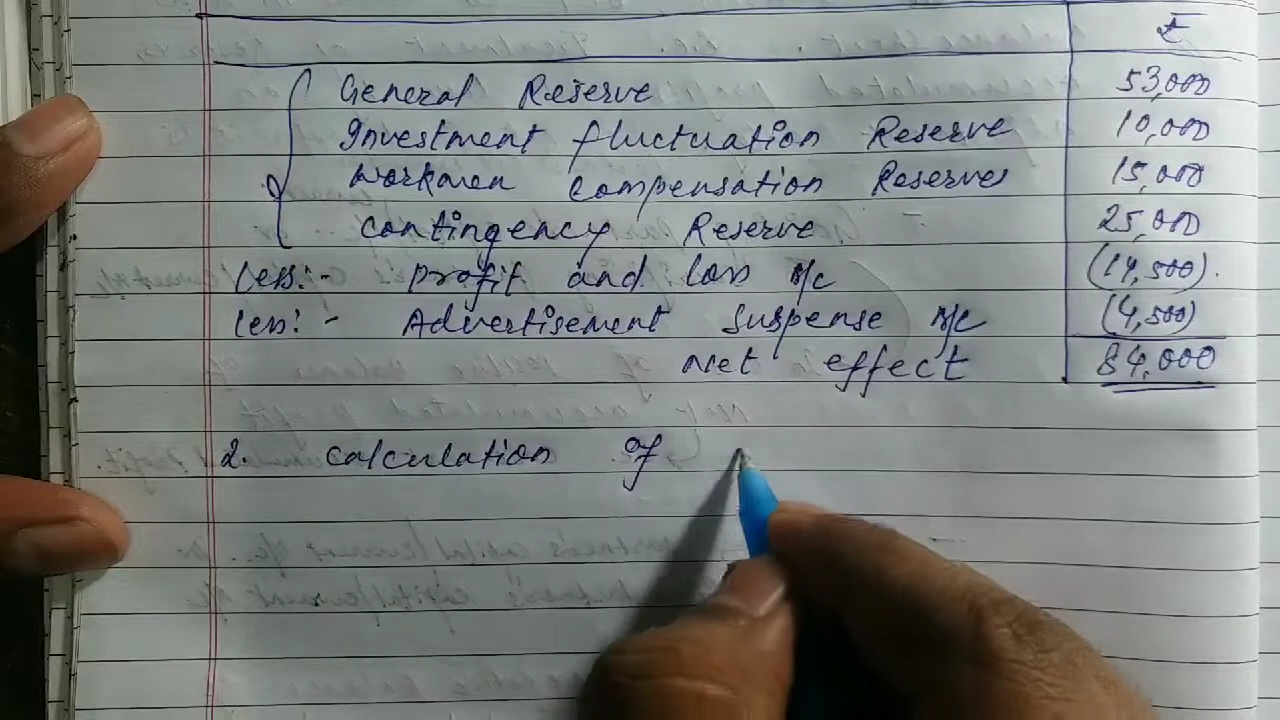 ₹
General Reserve 53,000
Investment fluctuation Reserve 10,000
Workmen compensation Reserves 15,000
contingency Reserve 25,000
Less:- profit and loss A/c (14,500).
Less:- Advertisement Suspense A/c (4,500)
Net effect 84,000
2. calculation of